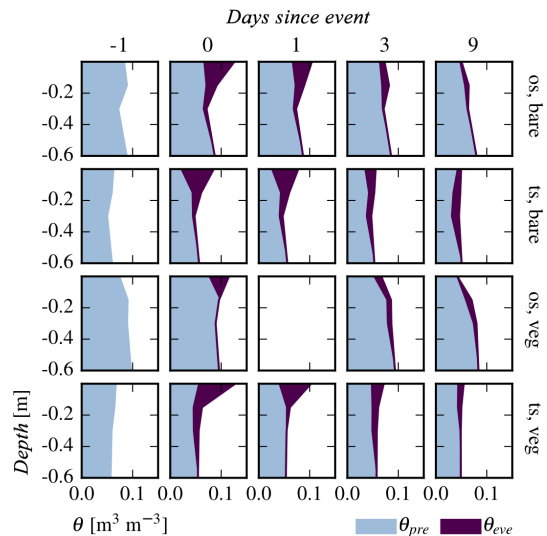 Days since event
-1 0 1 3 9
-0.2
-0.4
-0.6
os, bare
-0.2
-0.4
-0.6
ts, bare
-0.2
-0.4
-0.6
os, veg
-0.2
-0.4
-0.6
ts, veg
Depth [m]
0.0 0.1 0.0 0.1 0.0 0.1 0.0 0.1 0.0 0.1
θ [m³ m⁻³]
θpre θeve